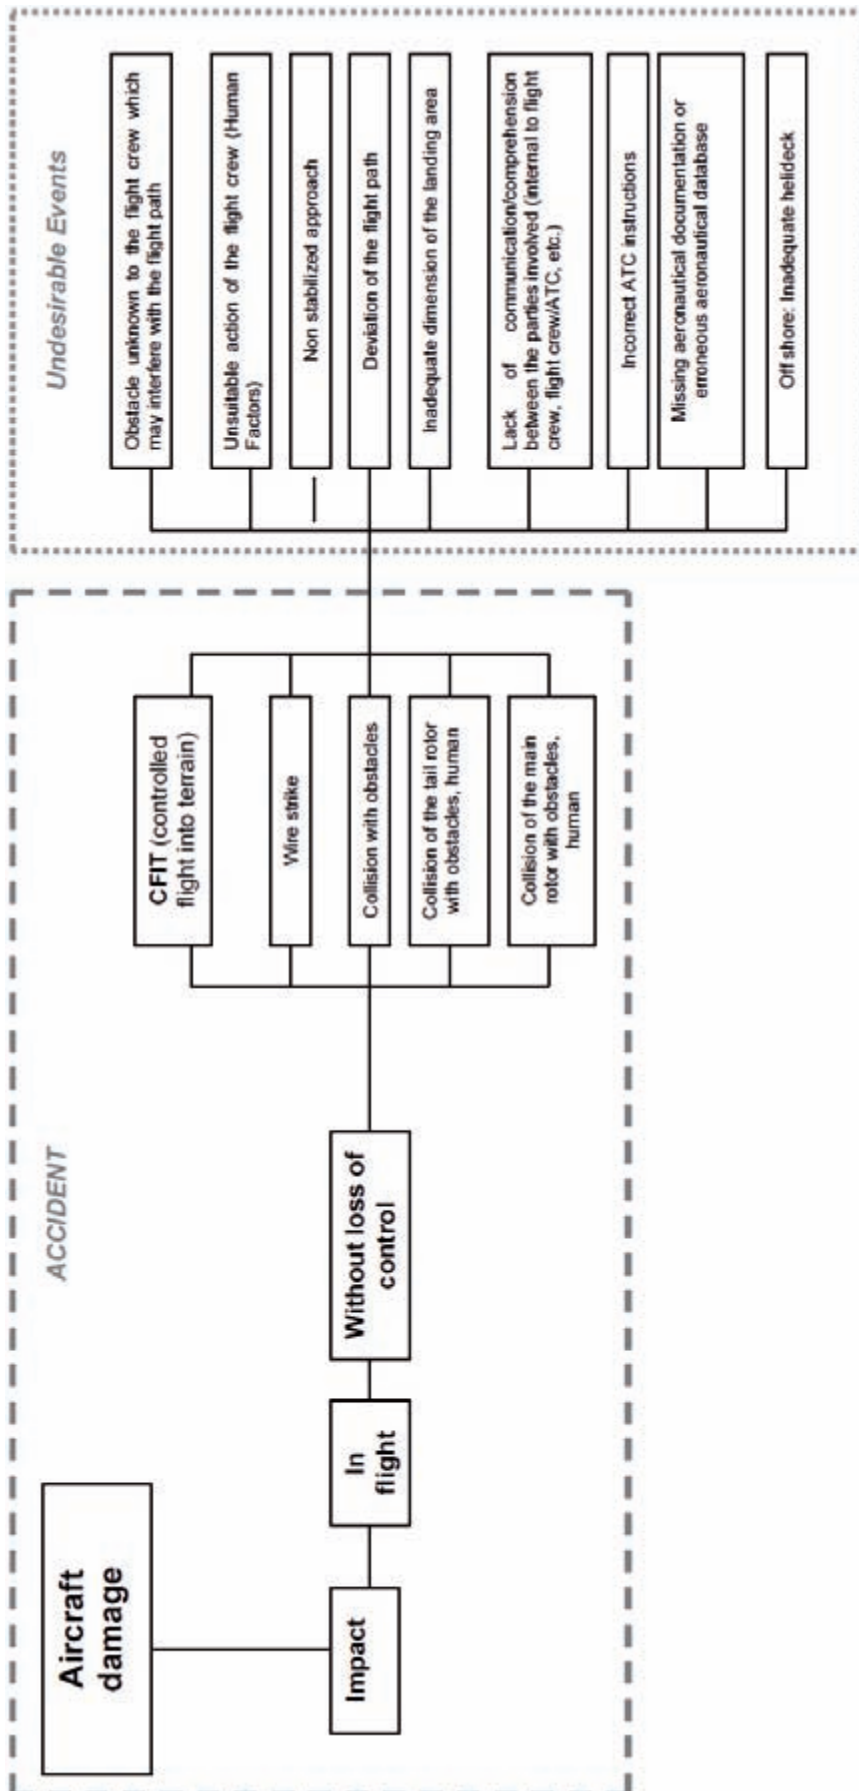 ACCIDENT
Aircraft
damage
Impact
In
flight
Without loss of
control
CFIT (controlled
flight into terrain)
Wire strike
Collision with obstacles
Collision of the tail rotor
with obstacles, human
Collision of the main
rotor with obstacles,
human
Undesirable Events
Obstacle unknown to the flight crew which
may interfere with the flight path
Unsuitable action of the flight crew (Human
Factors)
Non stabilized approach
Deviation of the flight path
Inadequate dimension of the landing area
Lack of communication/comprehension
between the parties involved (internal to flight
crew, flight crew/ATC, etc.)
Incorrect ATC instructions
Missing aeronautical documentation or
erroneous aeronautical database
Off shore: Inadequate helideck